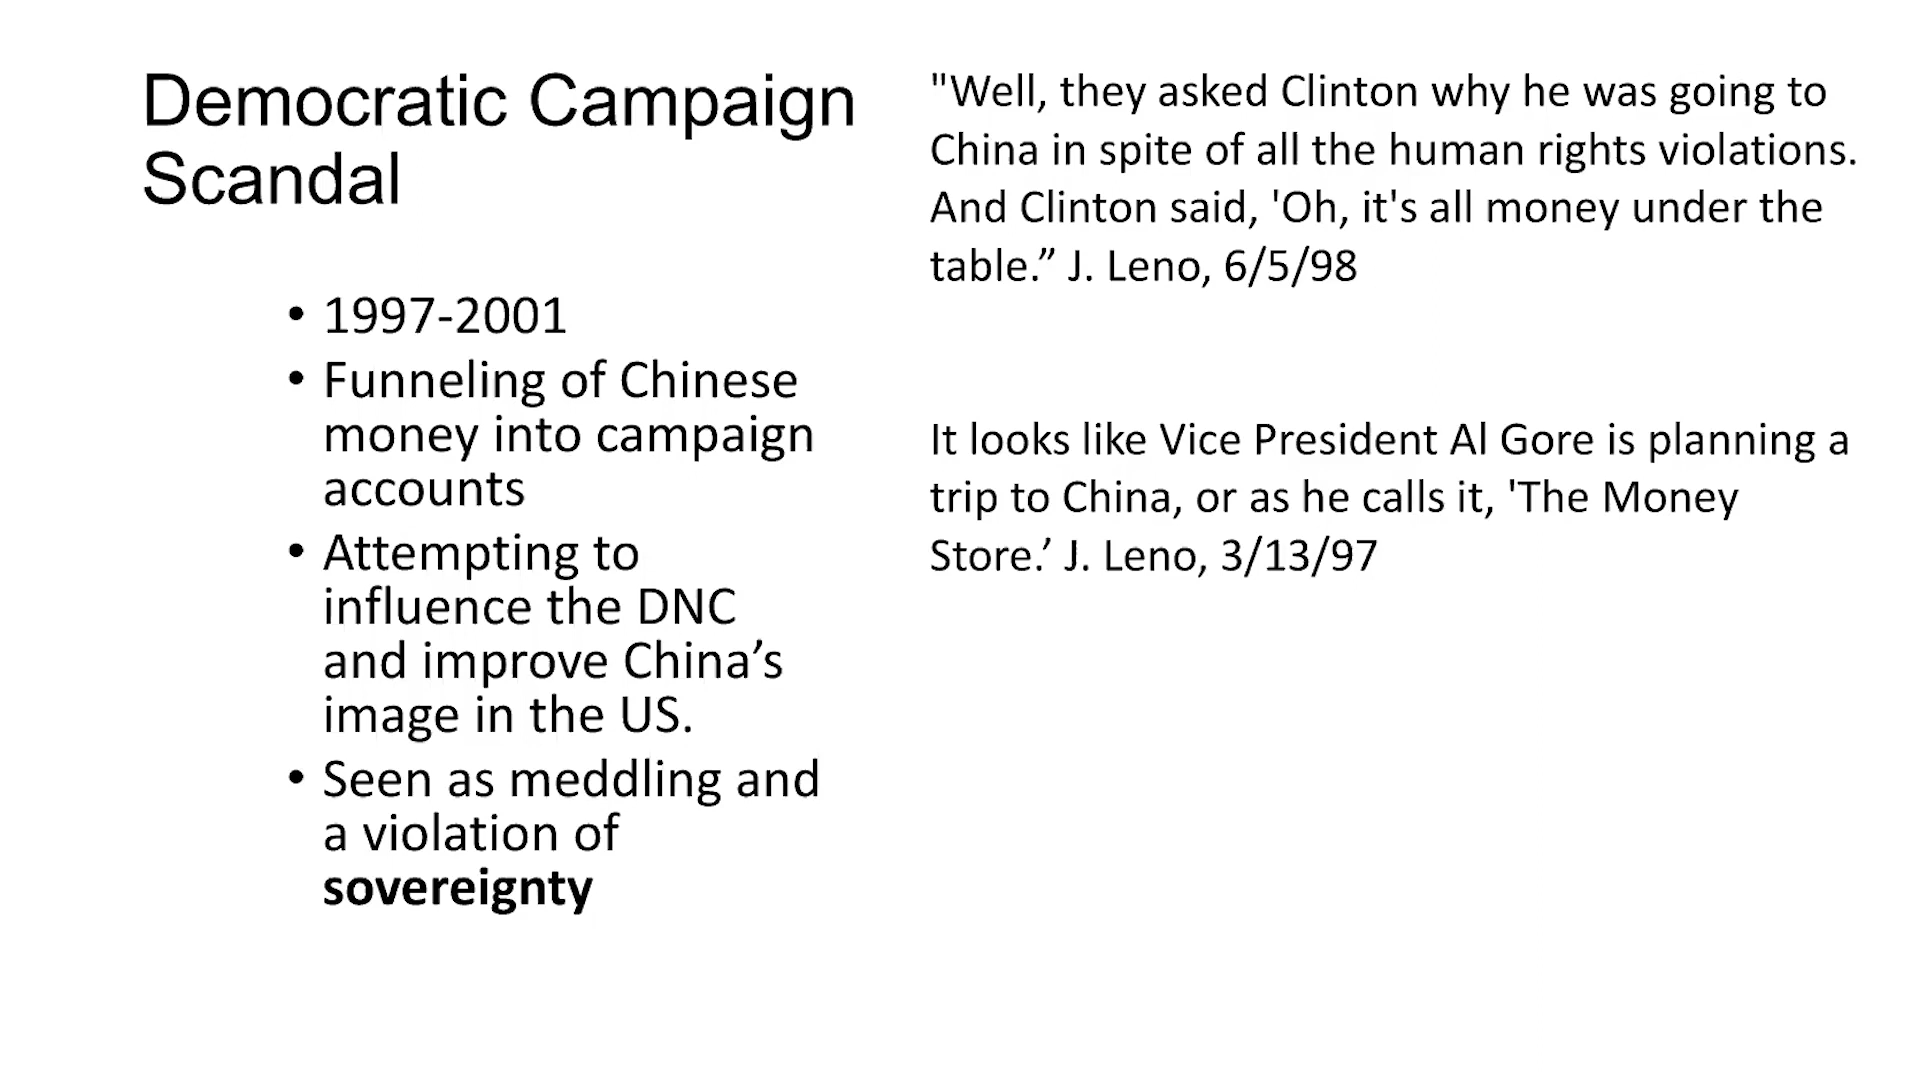 Democratic Campaign
Scandal
• 1997-2001
• Funneling of Chinese
money into campaign
accounts
• Attempting to
influence the DNC
and improve China’s
image in the US.
• Seen as meddling and
a violation of
sovereignty
"Well, they asked Clinton why he was going to
China in spite of all the human rights violations.
And Clinton said, 'Oh, it's all money under the
table.” J. Leno, 6/5/98
It looks like Vice President Al Gore is planning a
trip to China, or as he calls it, 'The Money
Store.’ J. Leno, 3/13/97